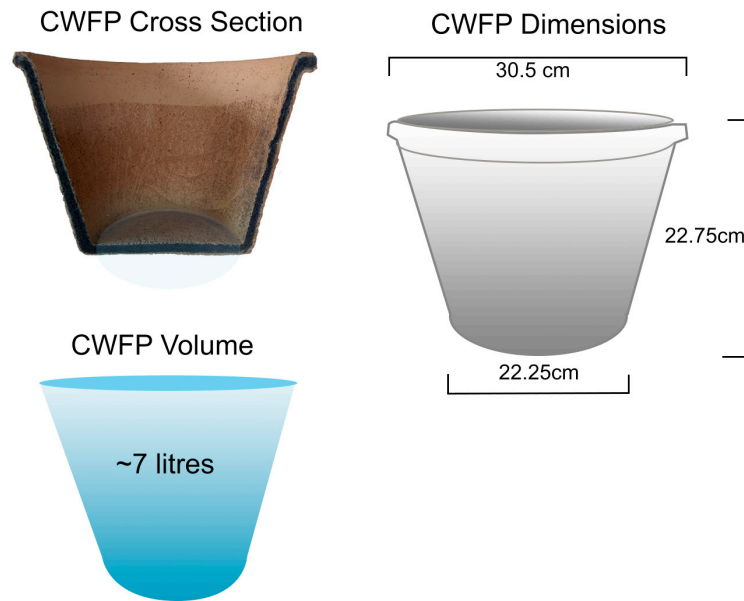 CWFP Cross Section
CWFP Dimensions
30.5 cm
22.75cm
22.25cm
CWFP Volume
~7 litres